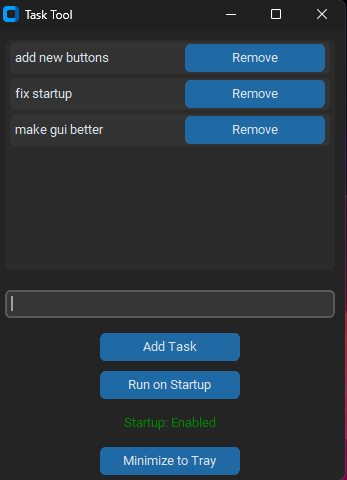 Task Tool
add new buttons Remove
fix startup Remove
make gui better Remove
Add Task
Run on Startup
Startup: Enabled
Minimize to Tray